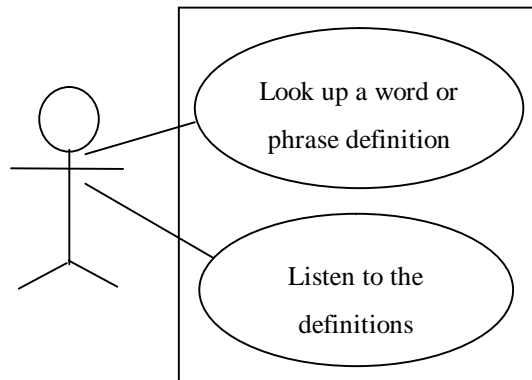 Look up a word or
phrase definition
Listen to the
definitions